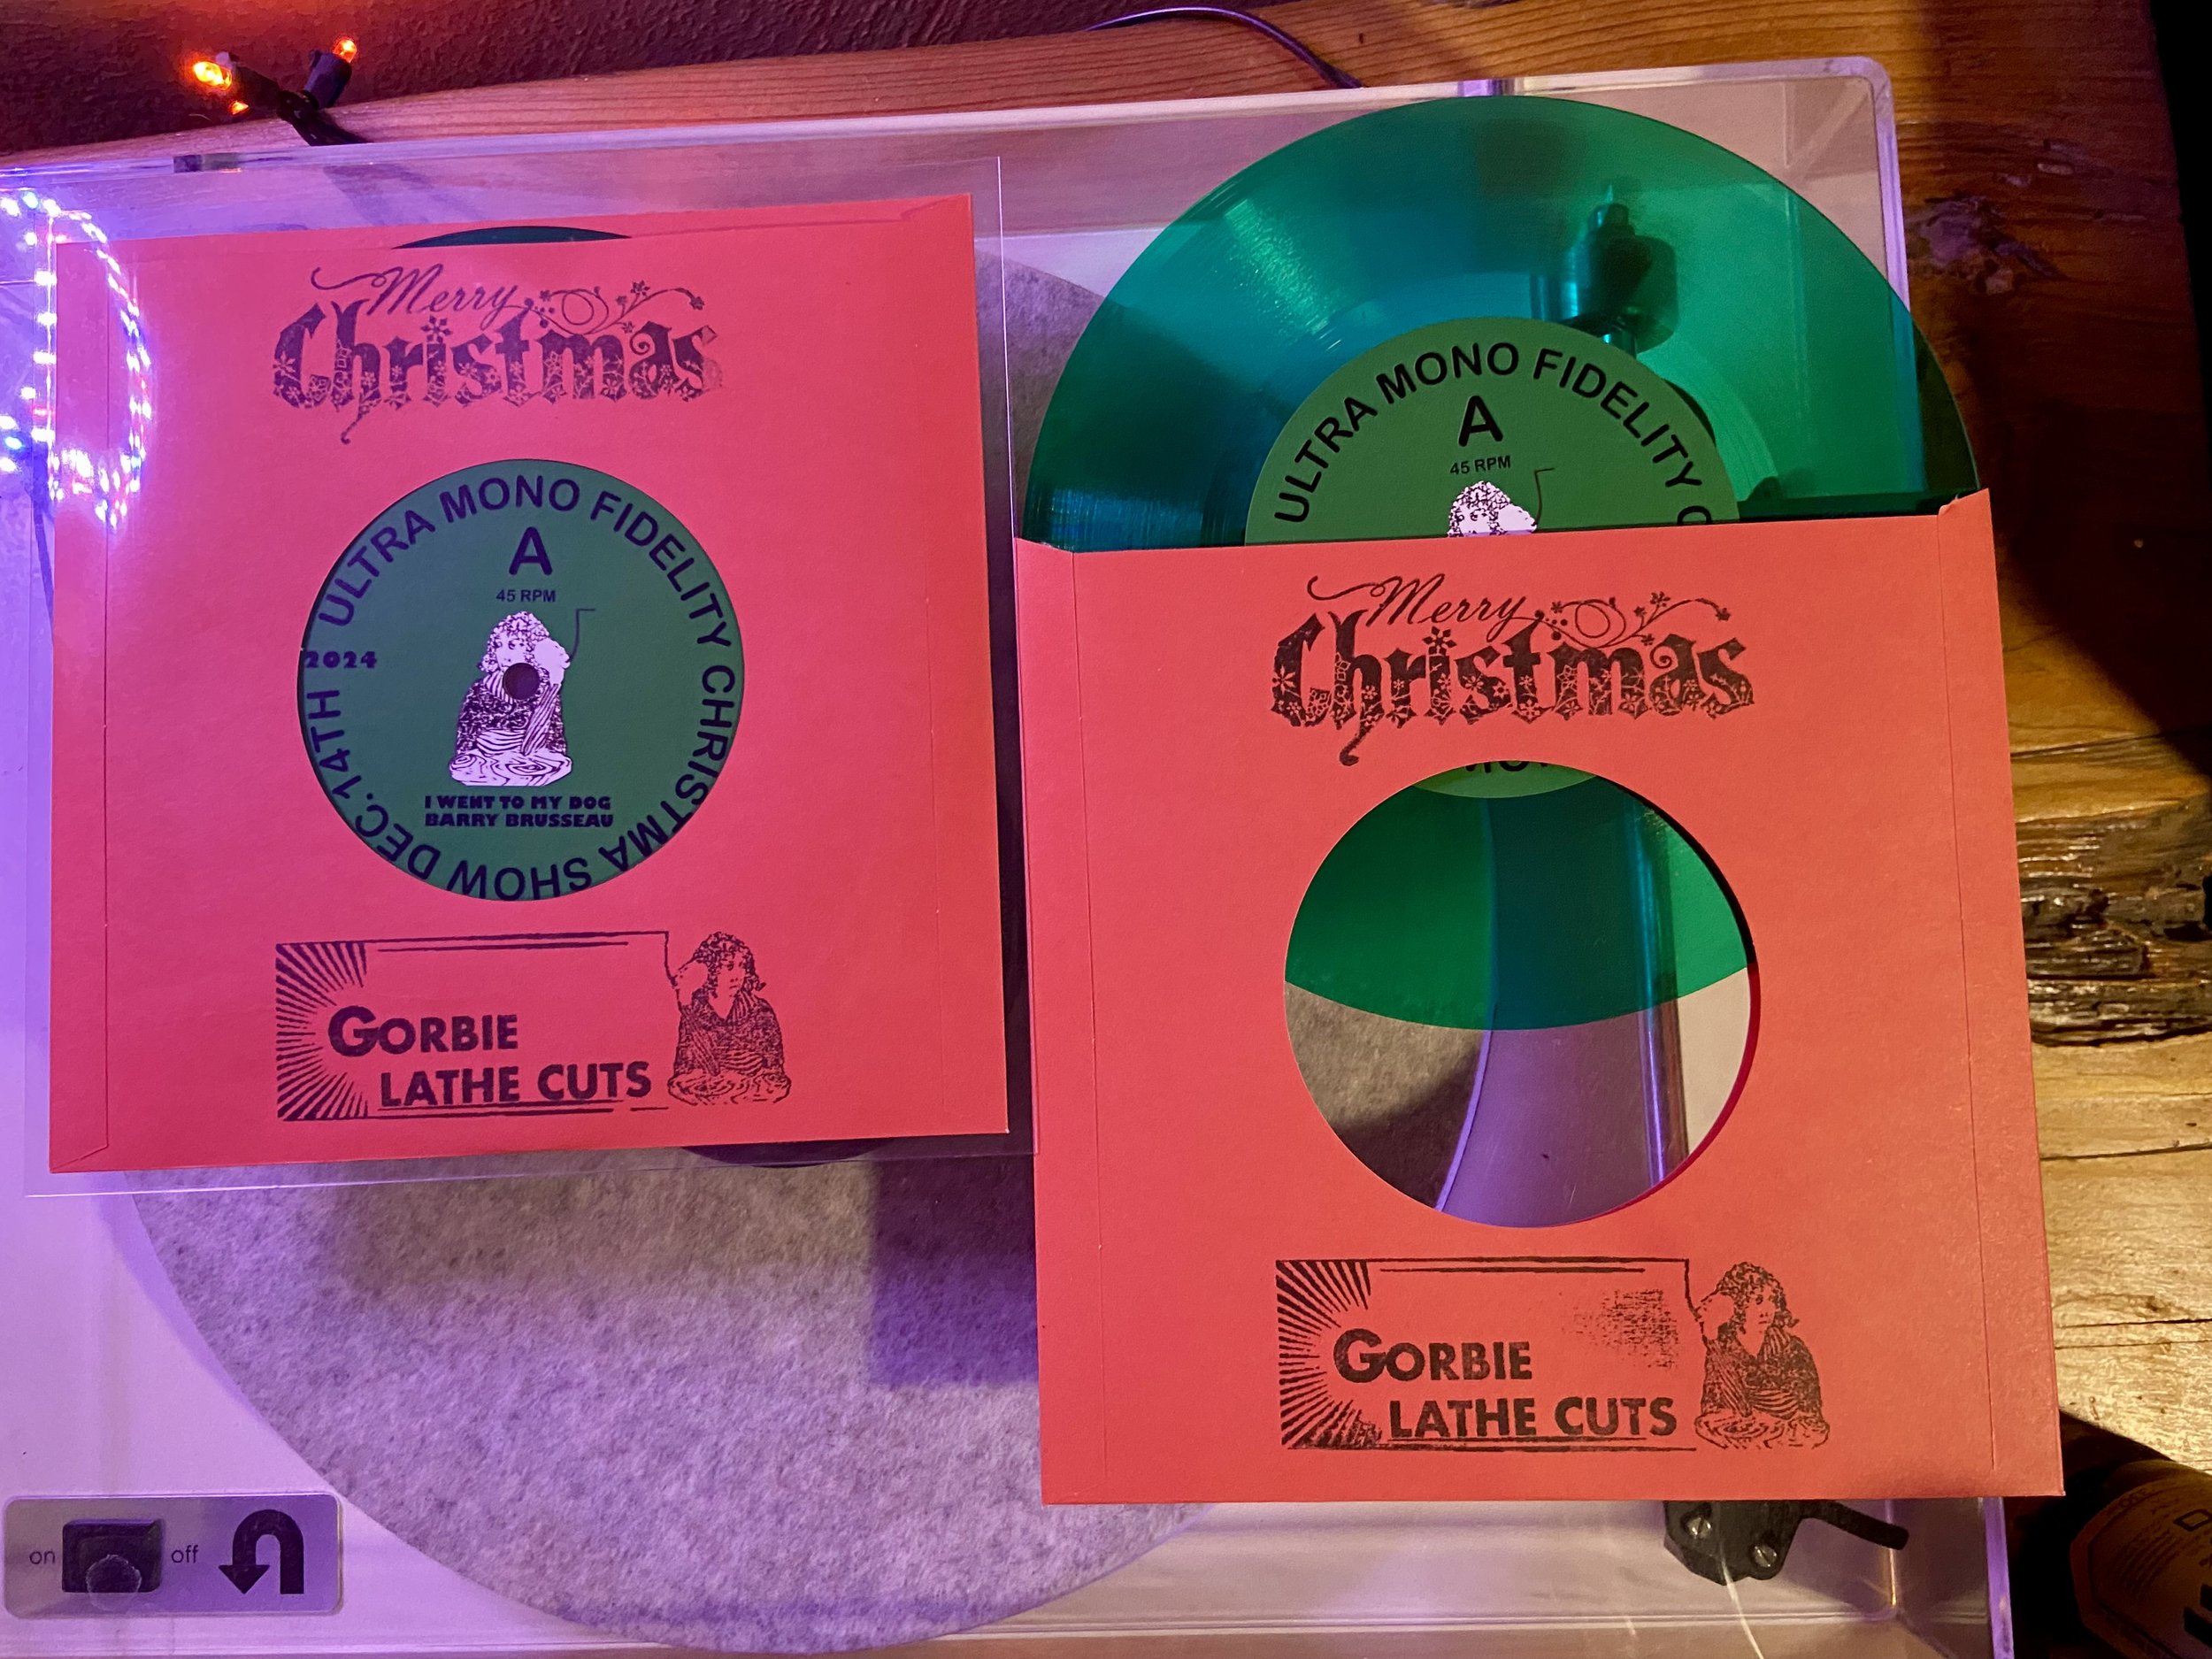 Merry
Christmas
ULTRA MONO FIDELITY CHRISTMA SHOW DEC.14TH
A
45 RPM
2024
I WENT TO MY DOG
BARRY BRUSSEAU
GORBIE
LATHE CUTS
ULTRA MONO FIDELITY C
A
45 RPM
Merry
Christmas
GORBIE
LATHE CUTS
on off